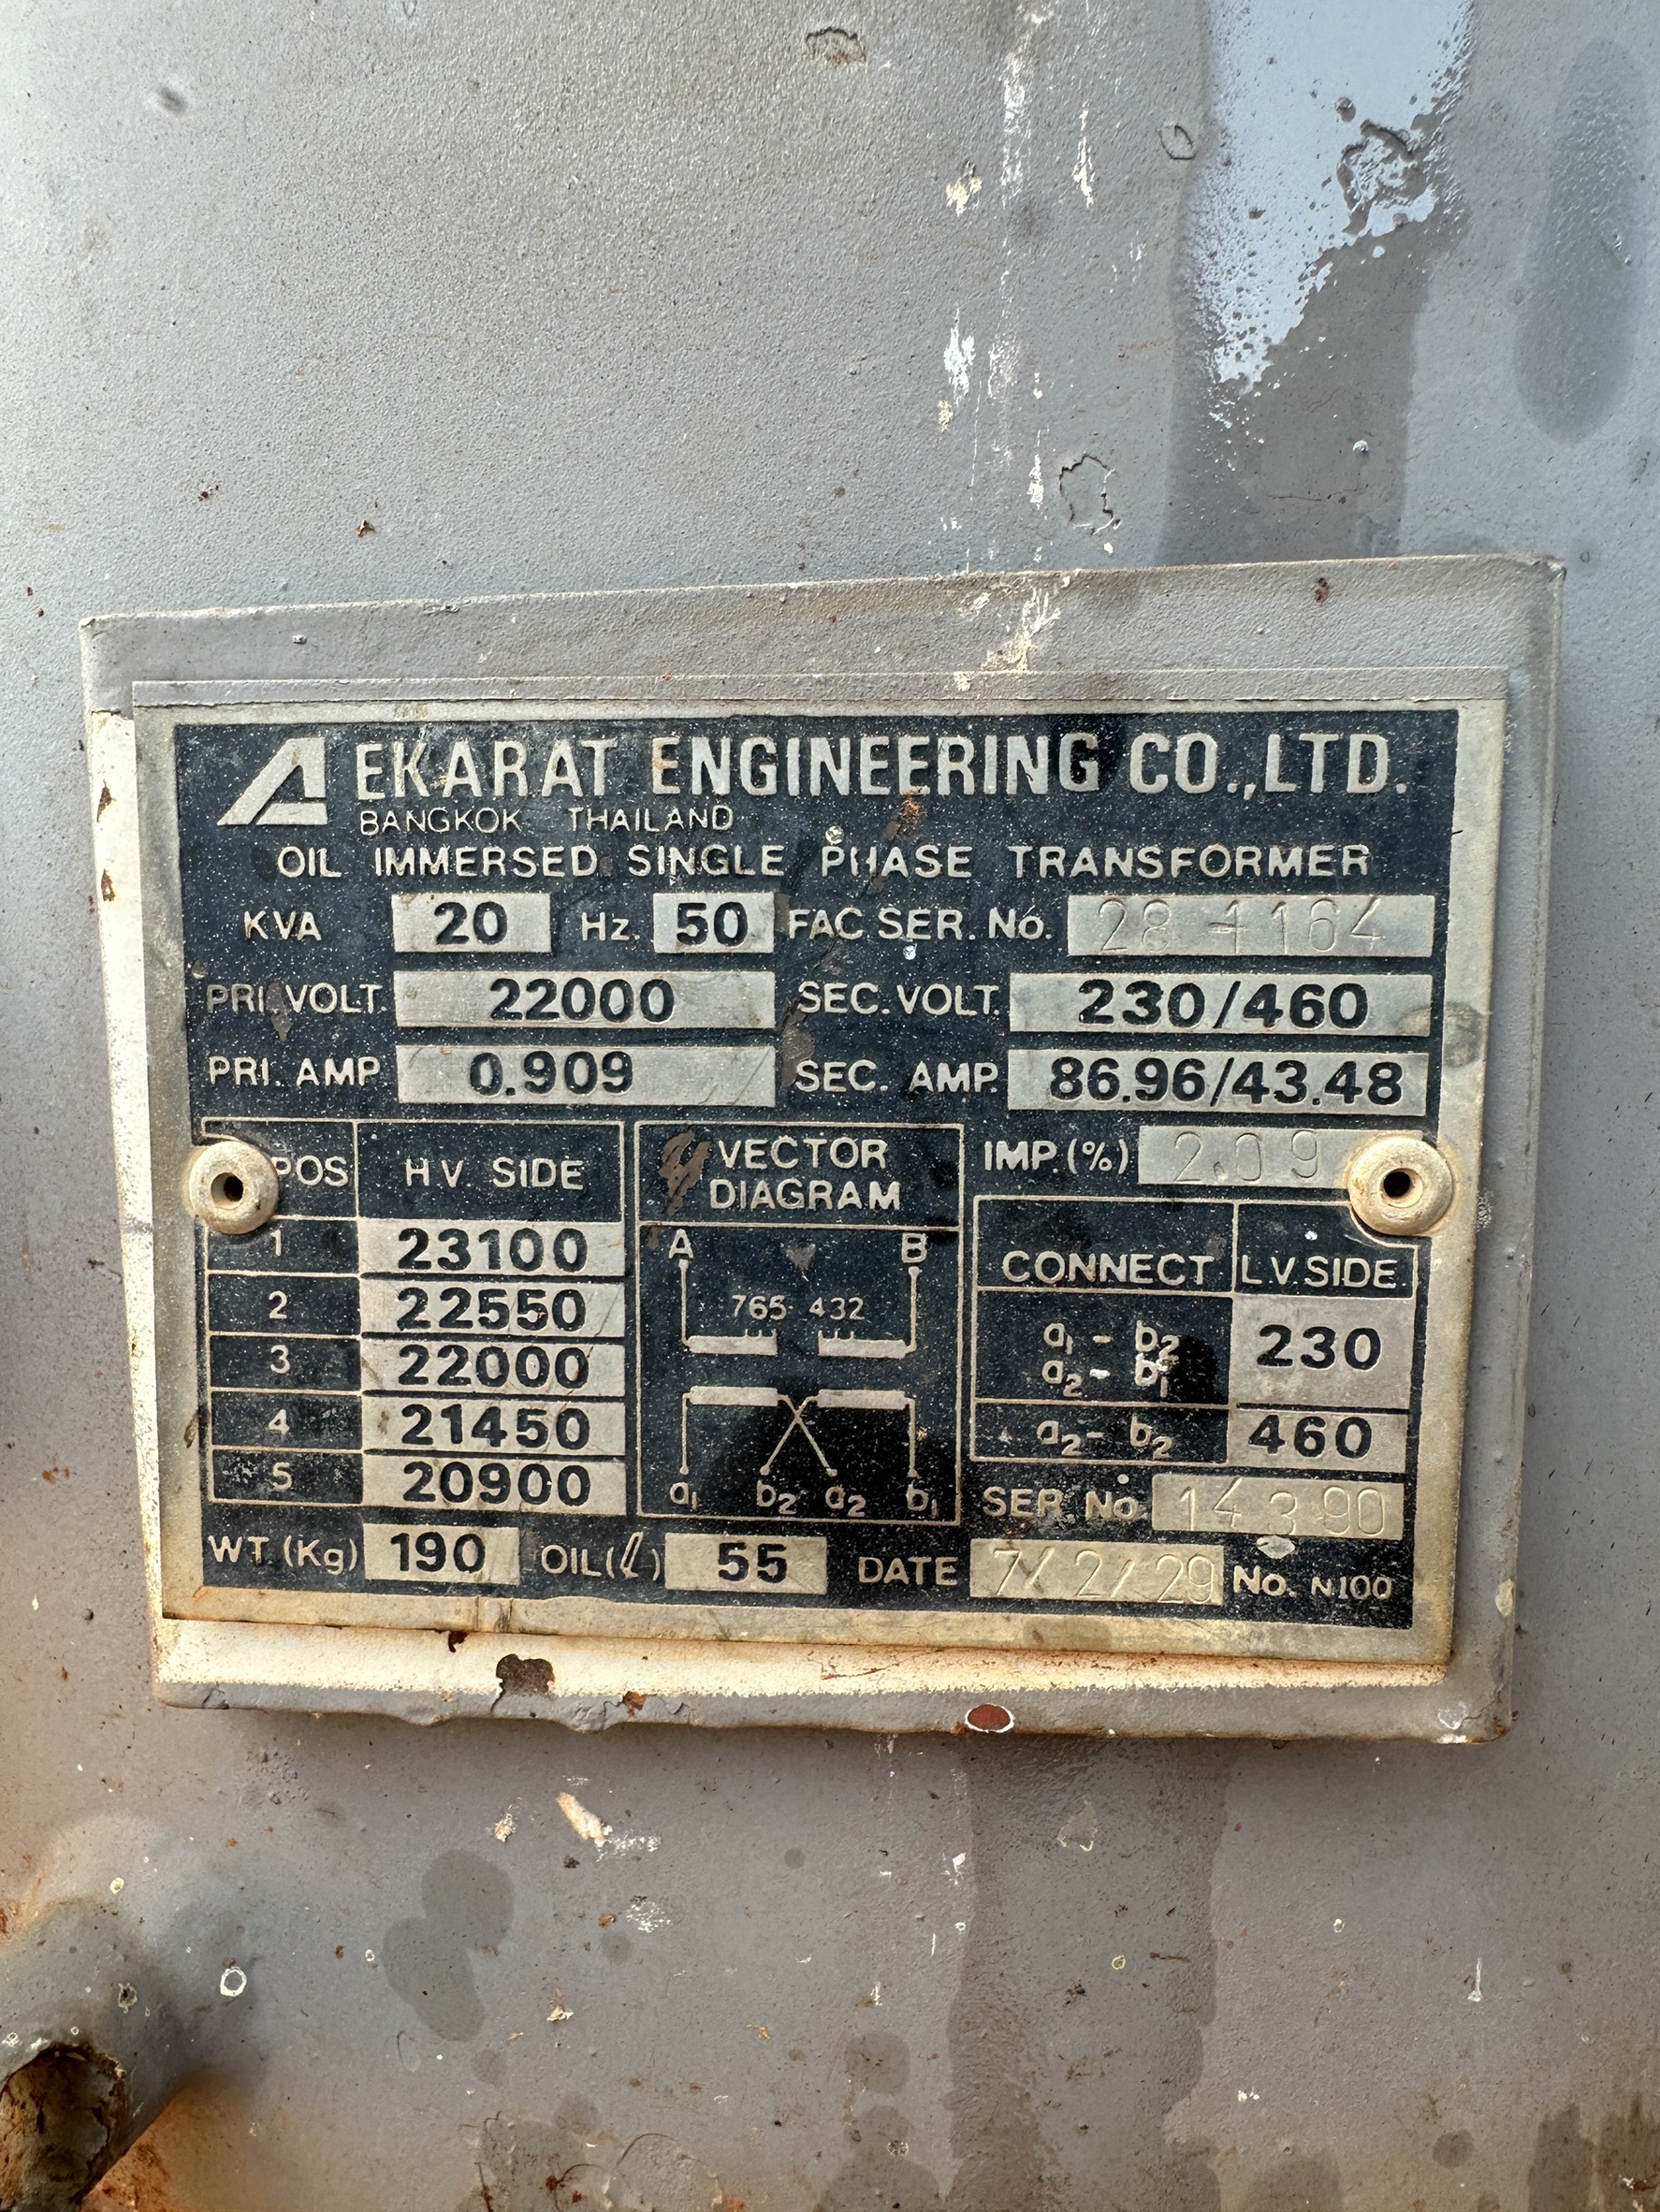 EKARAT ENGINEERING CO.,LTD.
BANGKOK THAILAND
OIL IMMERSED SINGLE PHASE TRANSFORMER
KVA 20 Hz. 50 FAC SER. No. 28 1164
PRI. VOLT. 22000 SEC. VOLT. 230/460
PRI. AMP 0.909 SEC. AMP. 86.96/43.48
POS H.V. SIDE
1 23100
2 22550
3 22000
4 21450
5 20900
VECTOR
DIAGRAM
A B
765 432
a1 b2 a2 b1
IMP. (%) 2.09
CONNECT L.V. SIDE.
a1 - b2
a2 - b1
230
a2 - b2 460
SER. No. 14 3 90
WT. (Kg) 190 OIL (ℓ) 55 DATE 7/2/29 No. N100